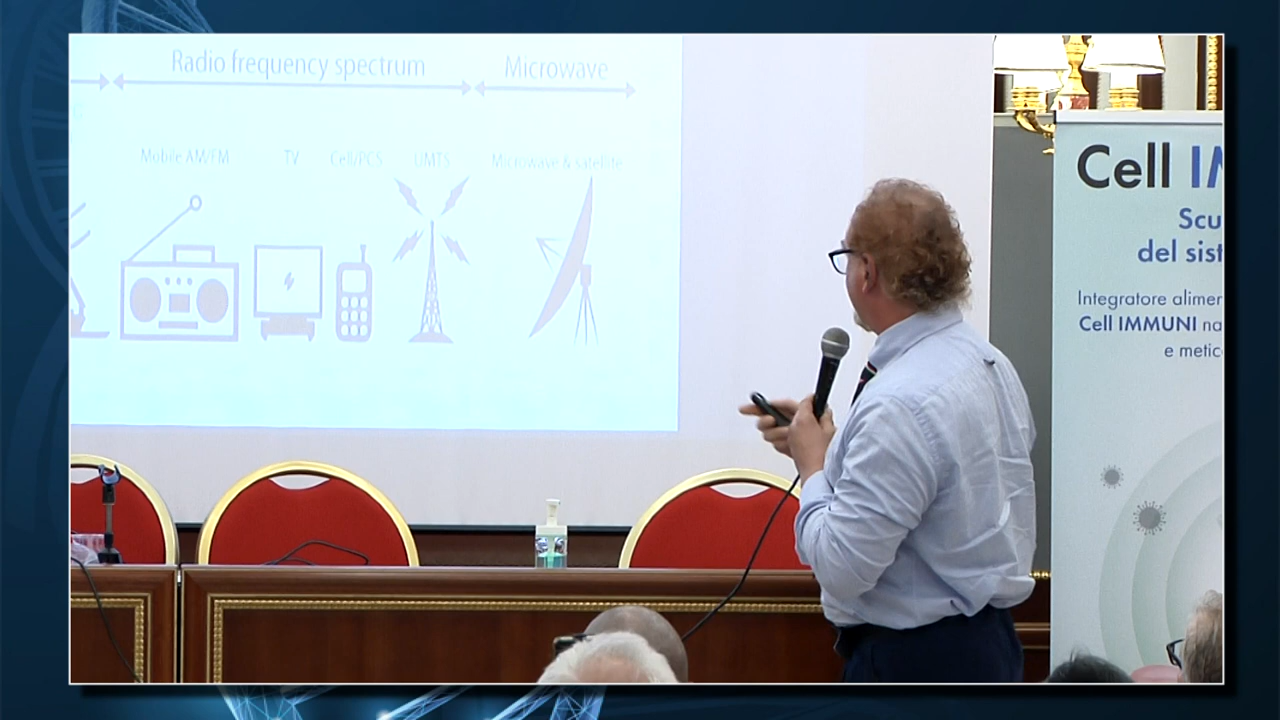 Radio frequency spectrum
Microwave
Mobile AM/FM
TV
Cell/PCS
UMTS
Microwave & satellite
Cell IM
Scu
del sist
Integratore alimer
Cell IMMUNI na
e metic